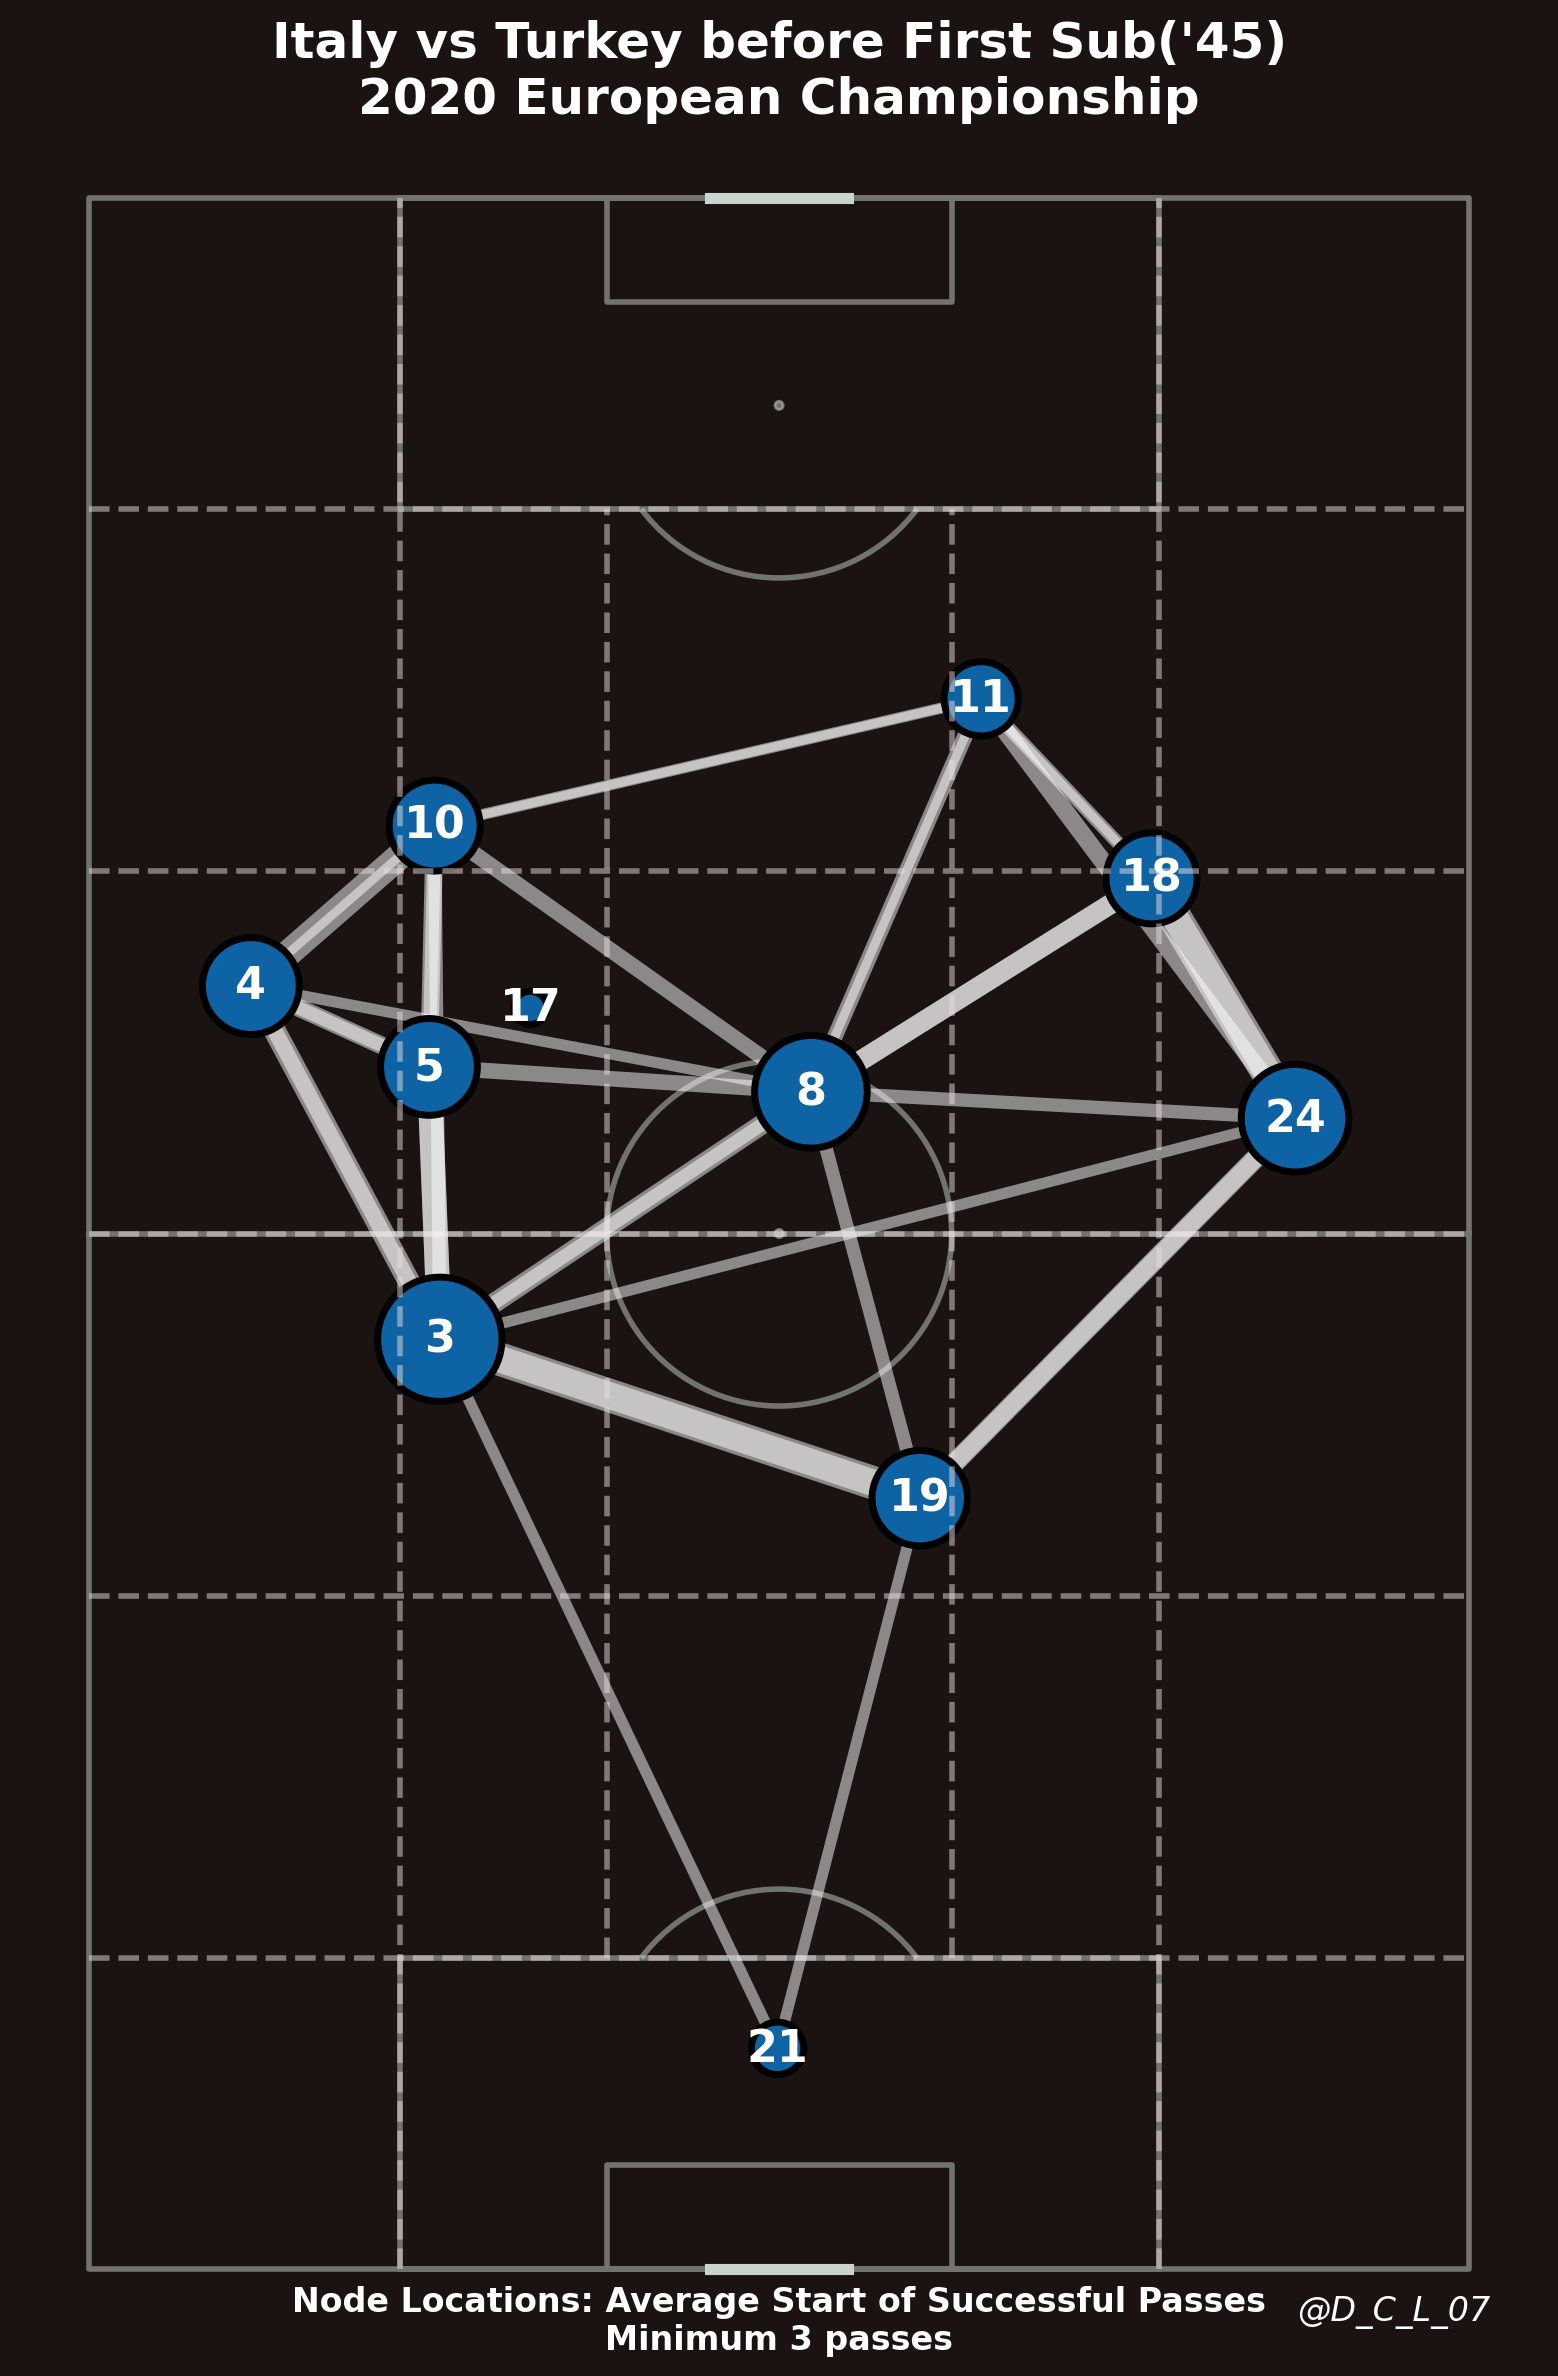 Italy vs Turkey before First Sub('45)
2020 European Championship
11
10
18
4
17
5
8
24
3
19
21
Node Locations: Average Start of Successful Passes
Minimum 3 passes
@D_C_L_07